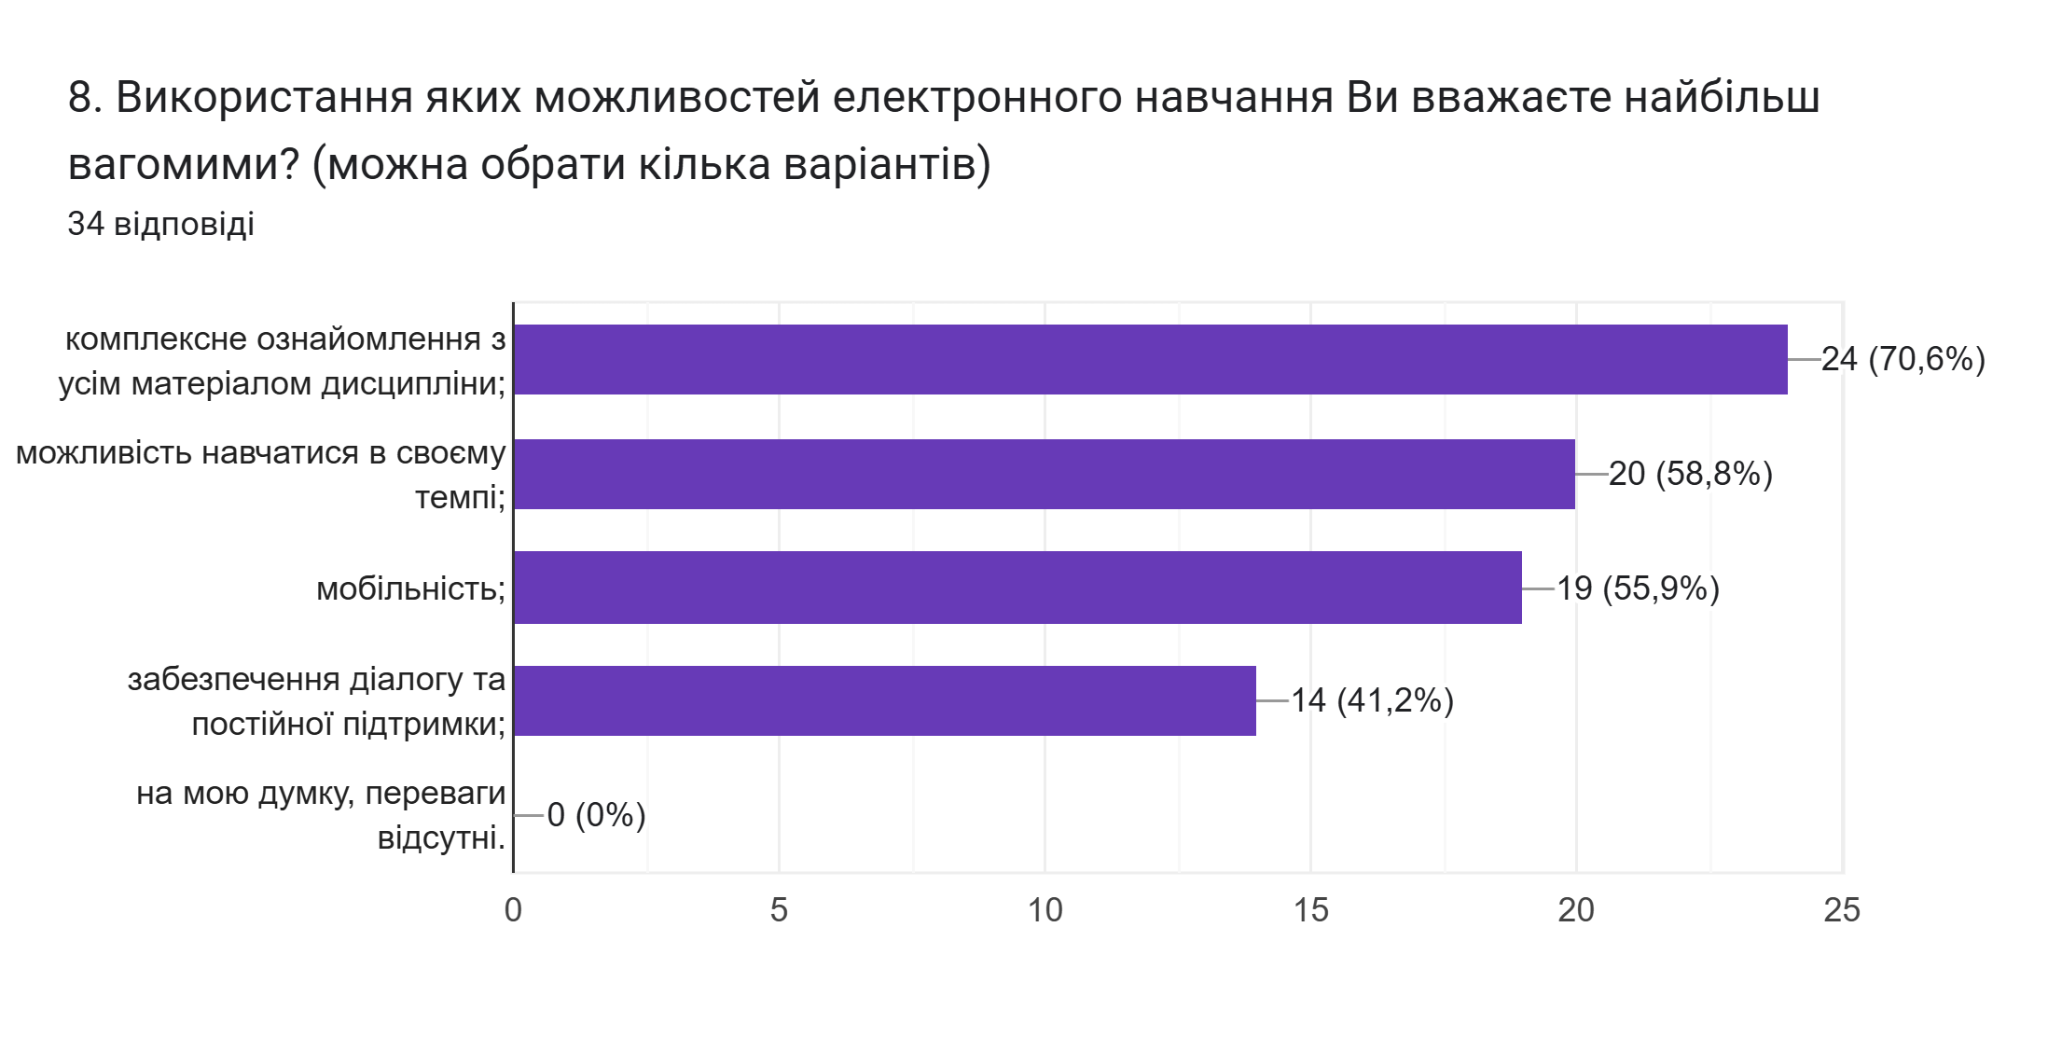 8. Використання яких можливостей електронного навчання Ви вважаєте найбільш
вагомими? (можна обрати кілька варіантів)
34 відповіді
комплексне ознайомлення з
усім матеріалом дисципліни;
24 (70,6%)
можливість навчатися в своєму
темпі;
20 (58,8%)
мобільність;
19 (55,9%)
забезпечення діалогу та
постійної підтримки;
14 (41,2%)
на мою думку, переваги
відсутні.
0 (0%)
0 5 10 15 20 25